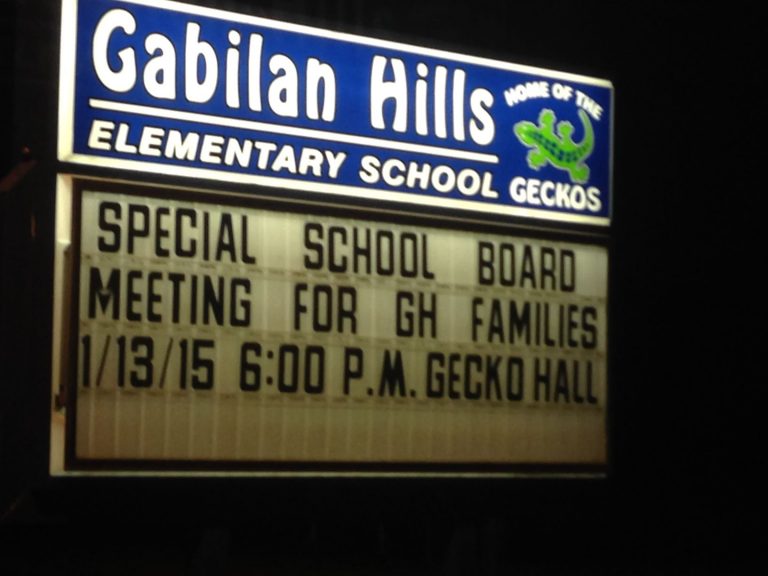 Gabilan Hills
ELEMENTARY SCHOOL
HOME OF THE
GECKOS
SPECIAL SCHOOL BOARD
MEETING FOR GH FAMILIES
1/13/15 6:00 P.M. GECKO HALL